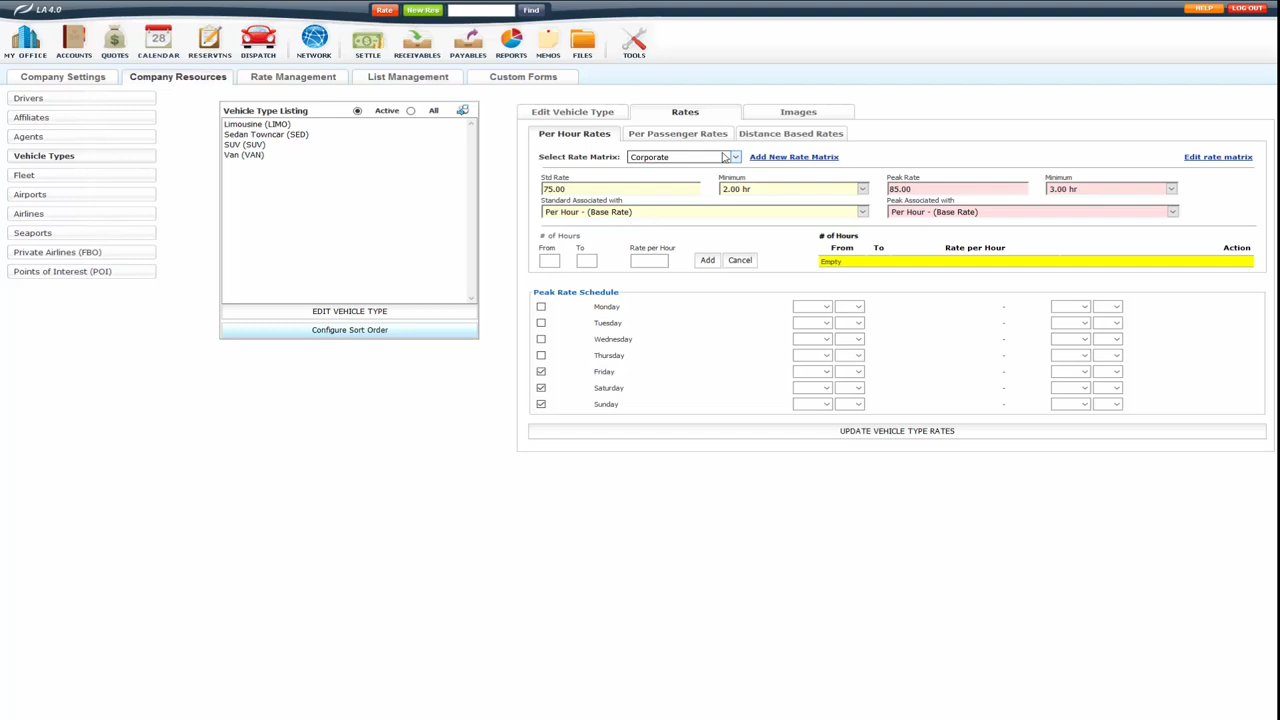 LA 4.0 Rate New Res Find HELP LOG OUT
28
MY OFFICE ACCOUNTS QUOTES CALENDAR RESERVTNS DISPATCH NETWORK SETTLE RECEIVABLES PAYABLES REPORTS MEMOS FILES TOOLS
Company Settings Company Resources Rate Management List Management Custom Forms
Drivers
Affiliates
Agents
Vehicle Types
Fleet
Airports
Airlines
Seaports
Private Airlines (FBO)
Points of Interest (POI)
Vehicle Type Listing Active All
Limousine (LIMO)
Sedan Towncar (SED)
SUV (SUV)
Van (VAN)
EDIT VEHICLE TYPE
Configure Sort Order
Edit Vehicle Type Rates Images
Per Hour Rates Per Passenger Rates Distance Based Rates
Select Rate Matrix: Corporate Add New Rate Matrix Edit rate matrix
Std Rate Minimum Peak Rate Minimum
75.00 2.00 hr 85.00 3.00 hr
Standard Associated with Peak Associated with
Per Hour - (Base Rate) Per Hour - (Base Rate)
# of Hours # of Hours
From To Rate per Hour From To Rate per Hour Action
Add Cancel Empty
Peak Rate Schedule
Monday -
Tuesday -
Wednesday -
Thursday -
Friday -
Saturday -
Sunday -
UPDATE VEHICLE TYPE RATES